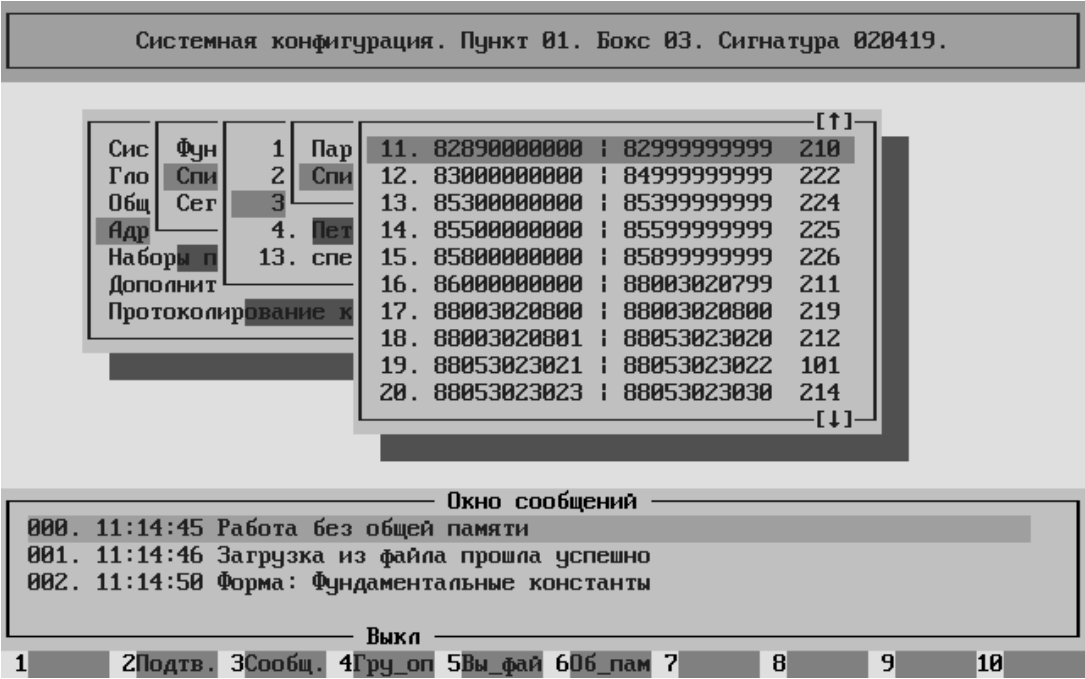 Системная конфигурация. Пункт 01. Бокс 03. Сигнатура 020419.
[↑]
Сис Фун 1 Пар 11. 82890000000 ¦ 82999999999 210
Гло Спи 2 Спи 12. 83000000000 ¦ 84999999999 222
Общ Сег 3 13. 85300000000 ¦ 85399999999 224
Адр 4. Пет 14. 85500000000 ¦ 85599999999 225
Наборы п 13. спе 15. 85800000000 ¦ 85899999999 226
Дополнит 16. 86000000000 ¦ 88003020799 211
Протоколирование к 17. 88003020800 ¦ 88003020800 219
18. 88003020801 ¦ 88053023020 212
19. 88053023021 ¦ 88053023022 101
20. 88053023023 ¦ 88053023030 214
[↓]
Окно сообщений
000. 11:14:45 Работа без общей памяти
001. 11:14:46 Загрузка из файла прошла успешно
002. 11:14:50 Форма: Фундаментальные константы
Выкл
1 2Подтв. 3Сообщ. 4Гру_оп 5Вы_фай 6Об_пам 7 8 9 10